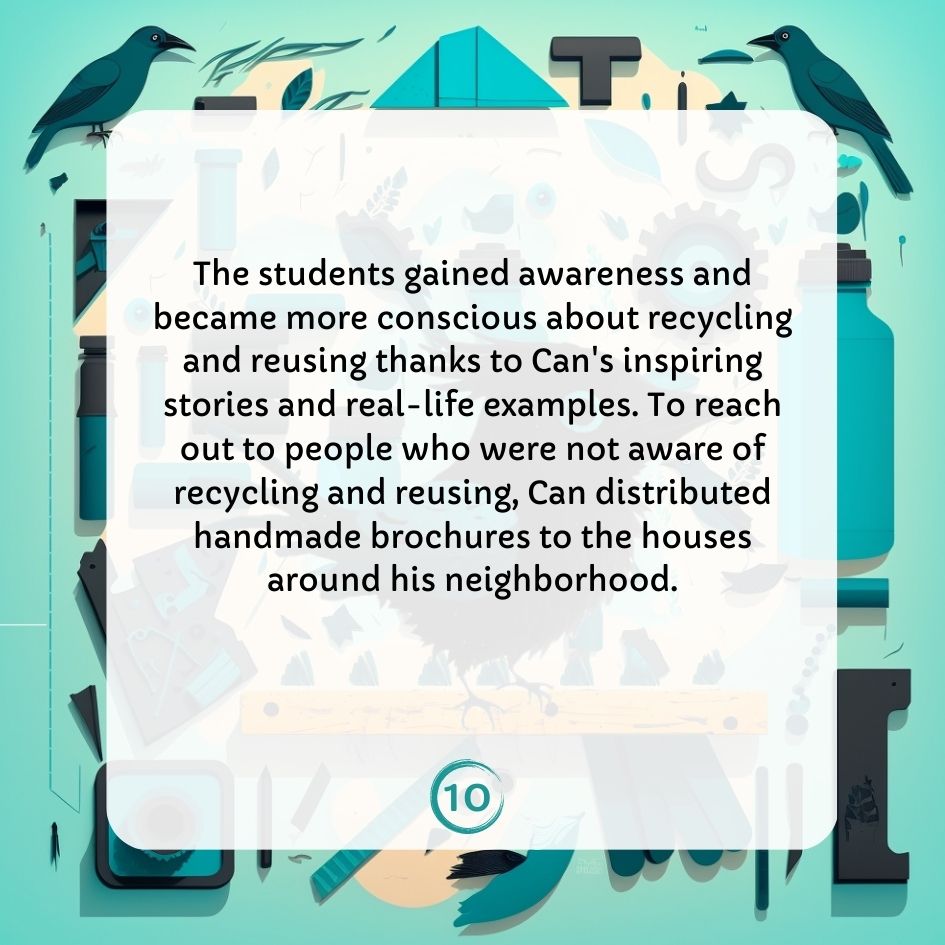 The students gained awareness and
became more conscious about recycling
and reusing thanks to Can's inspiring
stories and real-life examples. To reach
out to people who were not aware of
recycling and reusing, Can distributed
handmade brochures to the houses
around his neighborhood.
10